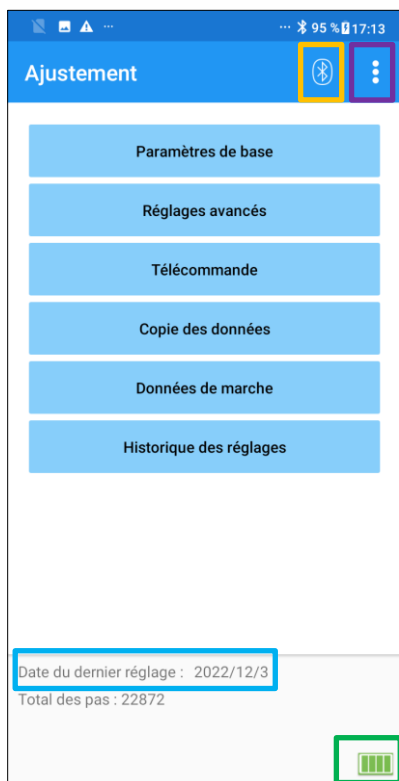 ... ... 95 % 17:13
Ajustement
Paramètres de base
Réglages avancés
Télécommande
Copie des données
Données de marche
Historique des réglages
Date du dernier réglage : 2022/12/3
Total des pas : 22872